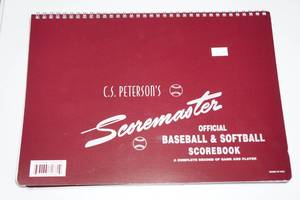 C.S. PETERSON'S
Scoremaster
OFFICIAL
BASEBALL & SOFTBALL
SCOREBOOK
A COMPLETE RECORD OF GAME AND PLAYER